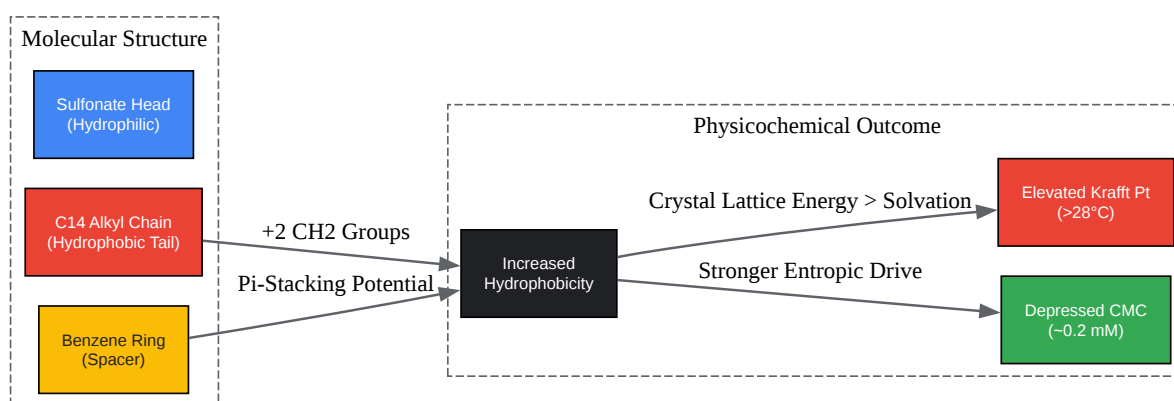 Molecular Structure
Sulfonate Head
(Hydrophilic)
C14 Alkyl Chain
(Hydrophobic Tail)
Benzene Ring
(Spacer)
+2 CH2 Groups
Pi-Stacking Potential
Physicochemical Outcome
Increased
Hydrophobicity
Crystal Lattice Energy > Solvation
Stronger Entropic Drive
Elevated Krafft Pt
(>28°C)
Depressed CMC
(~0.2 mM)